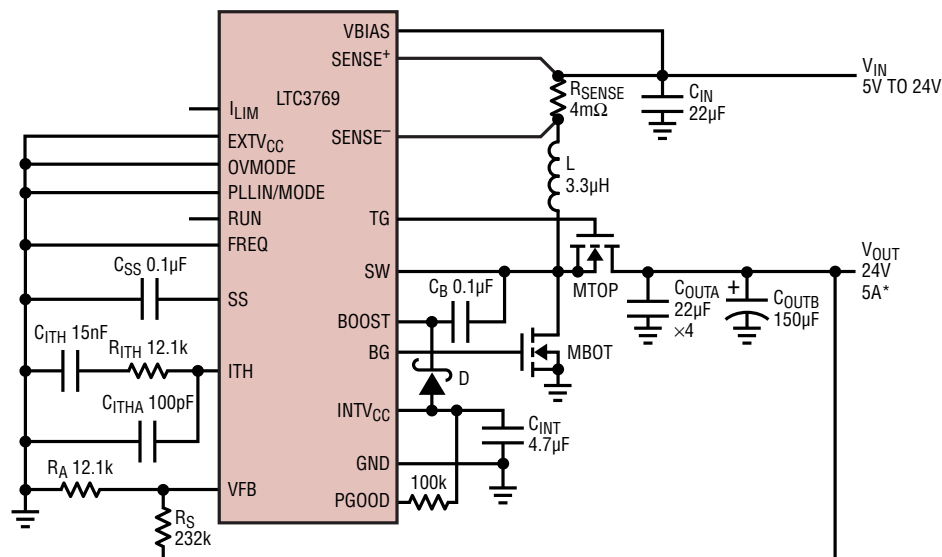 VBIAS
SENSE+
LTC3769
ILIM
EXTVCC
OVMODE
PLLIN/MODE
RUN
FREQ
SENSE–
TG
SW
SS
BOOST
BG
ITH
INTVCC
GND
VFB
PGOOD
RSENSE
4mΩ
CIN
22µF
VIN
5V TO 24V
L
3.3µH
MTOP
VOUT
24V
5A*
COUTA
22µF
×4
+
COUTB
150µF
CSS 0.1µF
CB 0.1µF
MBOT
CITH 15nF
RITH 12.1k
D
CITHA 100pF
CINT
4.7µF
RA 12.1k
100k
RS
232k